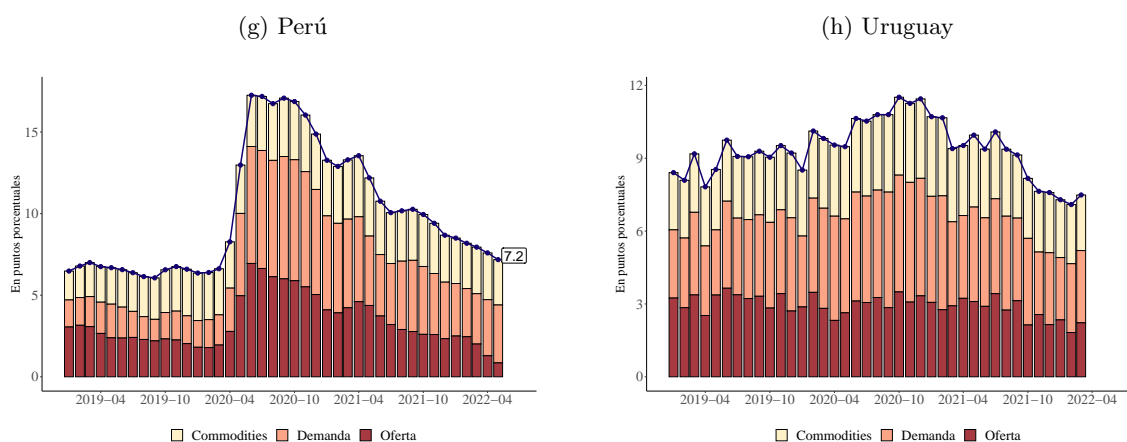 (g) Perú
En puntos porcentuales
15
10
5
0
7.2
2019–04 2019–10 2020–04 2020–10 2021–04 2021–10 2022–04
Commodities Demanda Oferta
(h) Uruguay
En puntos porcentuales
12
9
6
3
0
2019–04 2019–10 2020–04 2020–10 2021–04 2021–10 2022–04
Commodities Demanda Oferta